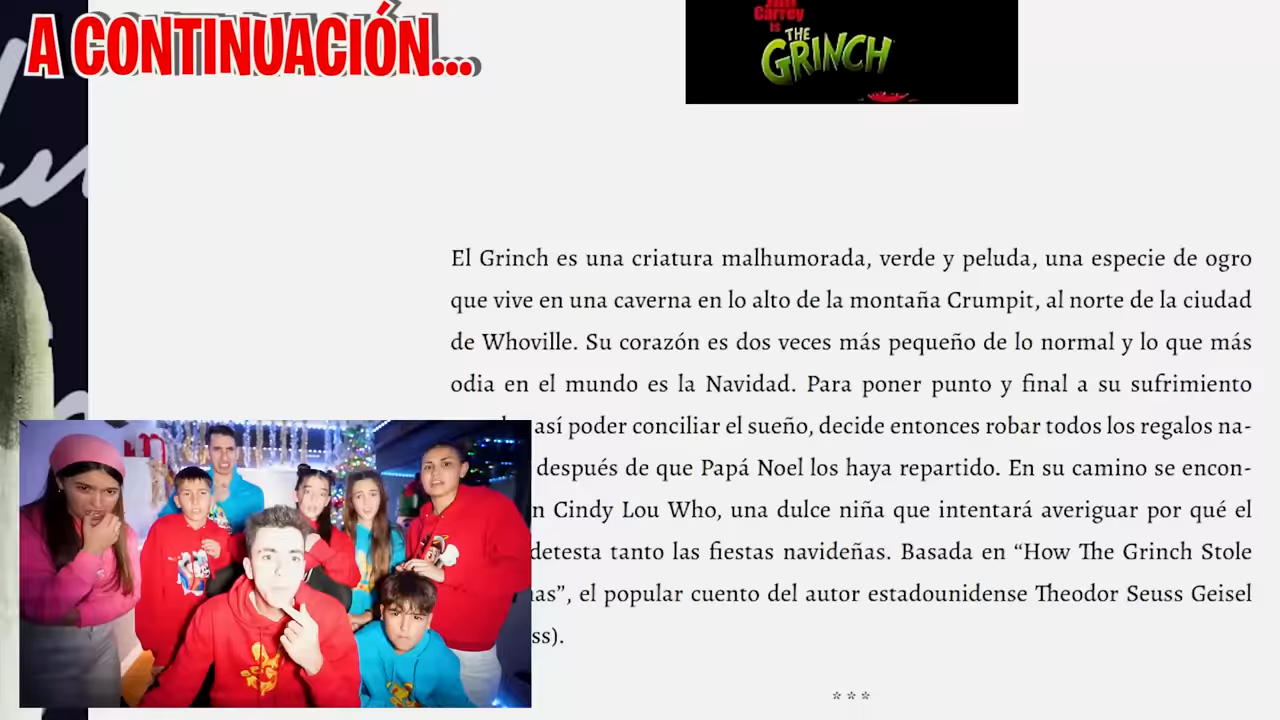 A CONTINUACIÓN...
Carrey
is
THE
GRINCH
El Grinch es una criatura malhumorada, verde y peluda, una especie de ogro
que vive en una caverna en lo alto de la montaña Crumpit, al norte de la ciudad
de Whoville. Su corazón es dos veces más pequeño de lo normal y lo que más
odia en el mundo es la Navidad. Para poner punto y final a su sufrimiento
así poder conciliar el sueño, decide entonces robar todos los regalos na-
después de que Papá Noel los haya repartido. En su camino se encon-
Cindy Lou Who, una dulce niña que intentará averiguar por qué el
detesta tanto las fiestas navideñas. Basada en “How The Grinch Stole
as”, el popular cuento del autor estadounidense Theodor Seuss Geisel
ss).
* * *